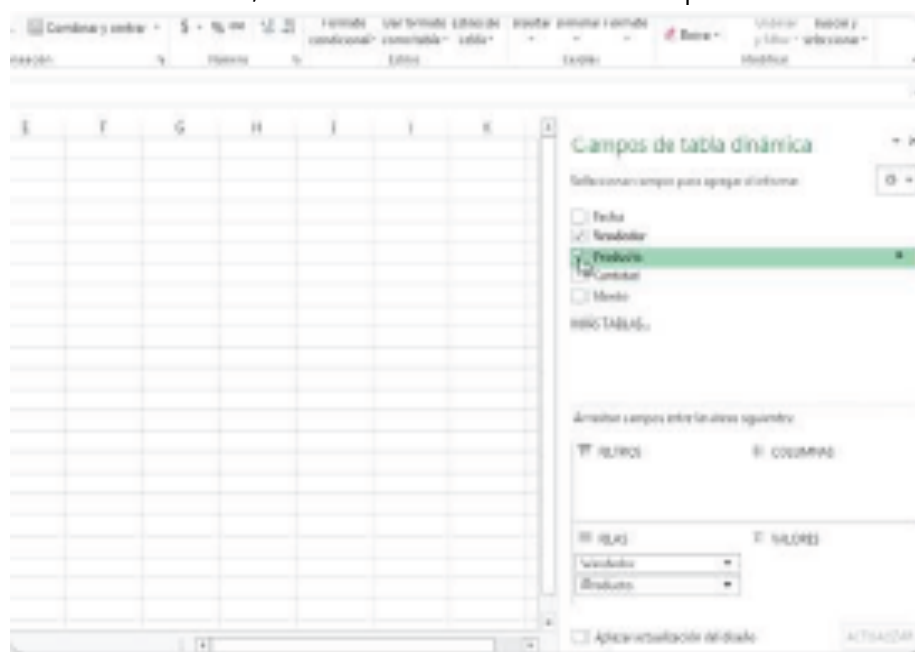 Combinar y centrar $ % Formato Dar formato Estilos de Insertar Eliminar Formato Borrar Ordenar Buscar y
condicional como tabla celda y filtrar seleccionar
Número Estilos Celdas Modificar
E F G H I J K
Campos de tabla dinámica
Seleccionar campos para agregar al informe:
Fecha
Vendedor
Producto
Cantidad
Monto
MÁS TABLAS...
Arrastrar campos entre las áreas siguientes:
FILTROS COLUMNAS
FILAS VALORES
Vendedor
Producto
Aplazar actualización del diseño ACTUALIZAR